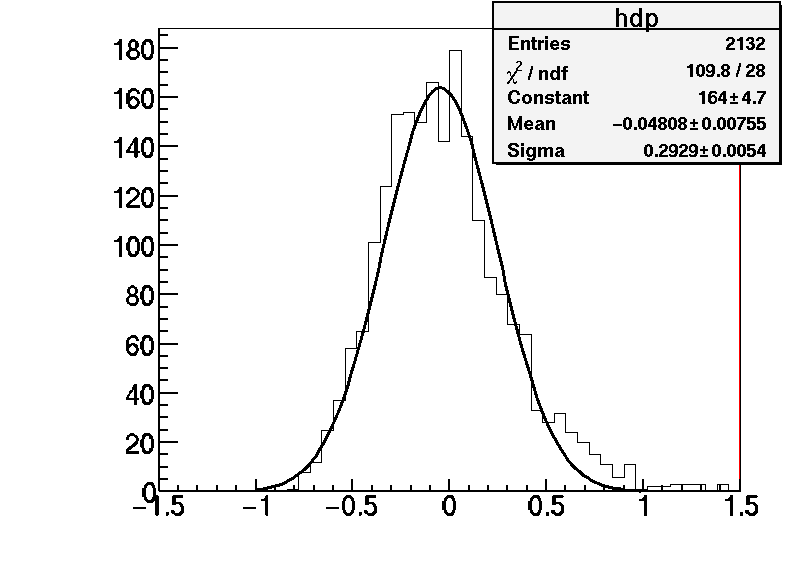 hdp
Entries 2132
χ² / ndf 109.8 / 28
Constant 164±4.7
Mean −0.04808±0.00755
Sigma 0.2929±0.0054
180
160
140
120
100
80
60
40
20
0
−1.5 −1 −0.5 0 0.5 1 1.5